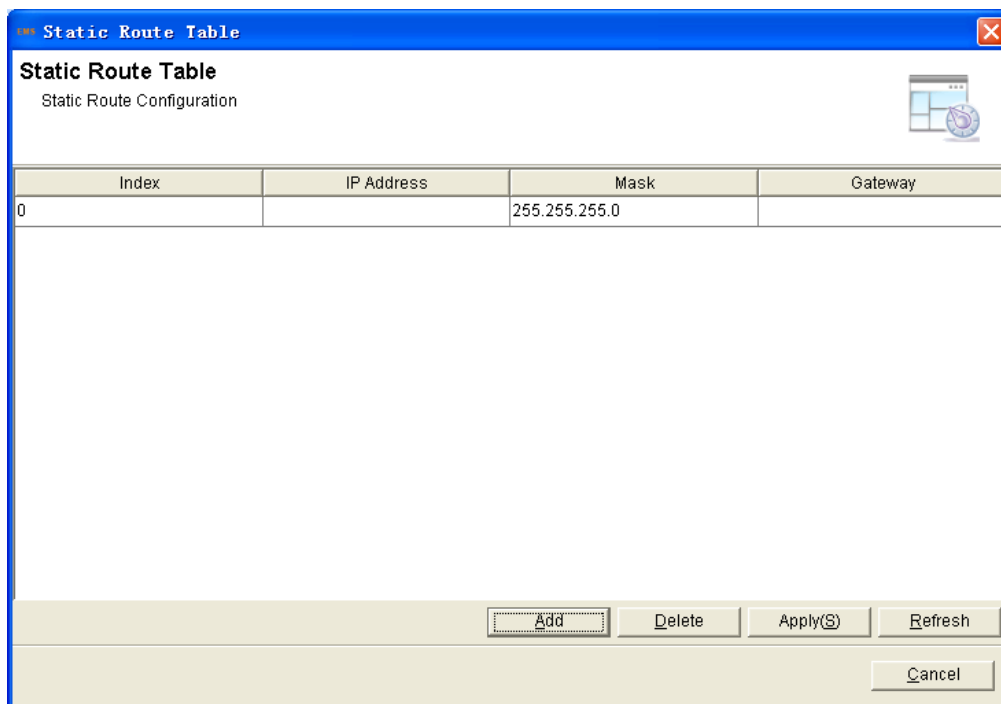 EMS Static Route Table
Static Route Table
Static Route Configuration
Index IP Address Mask Gateway
0 255.255.255.0
Add Delete Apply(S) Refresh
Cancel